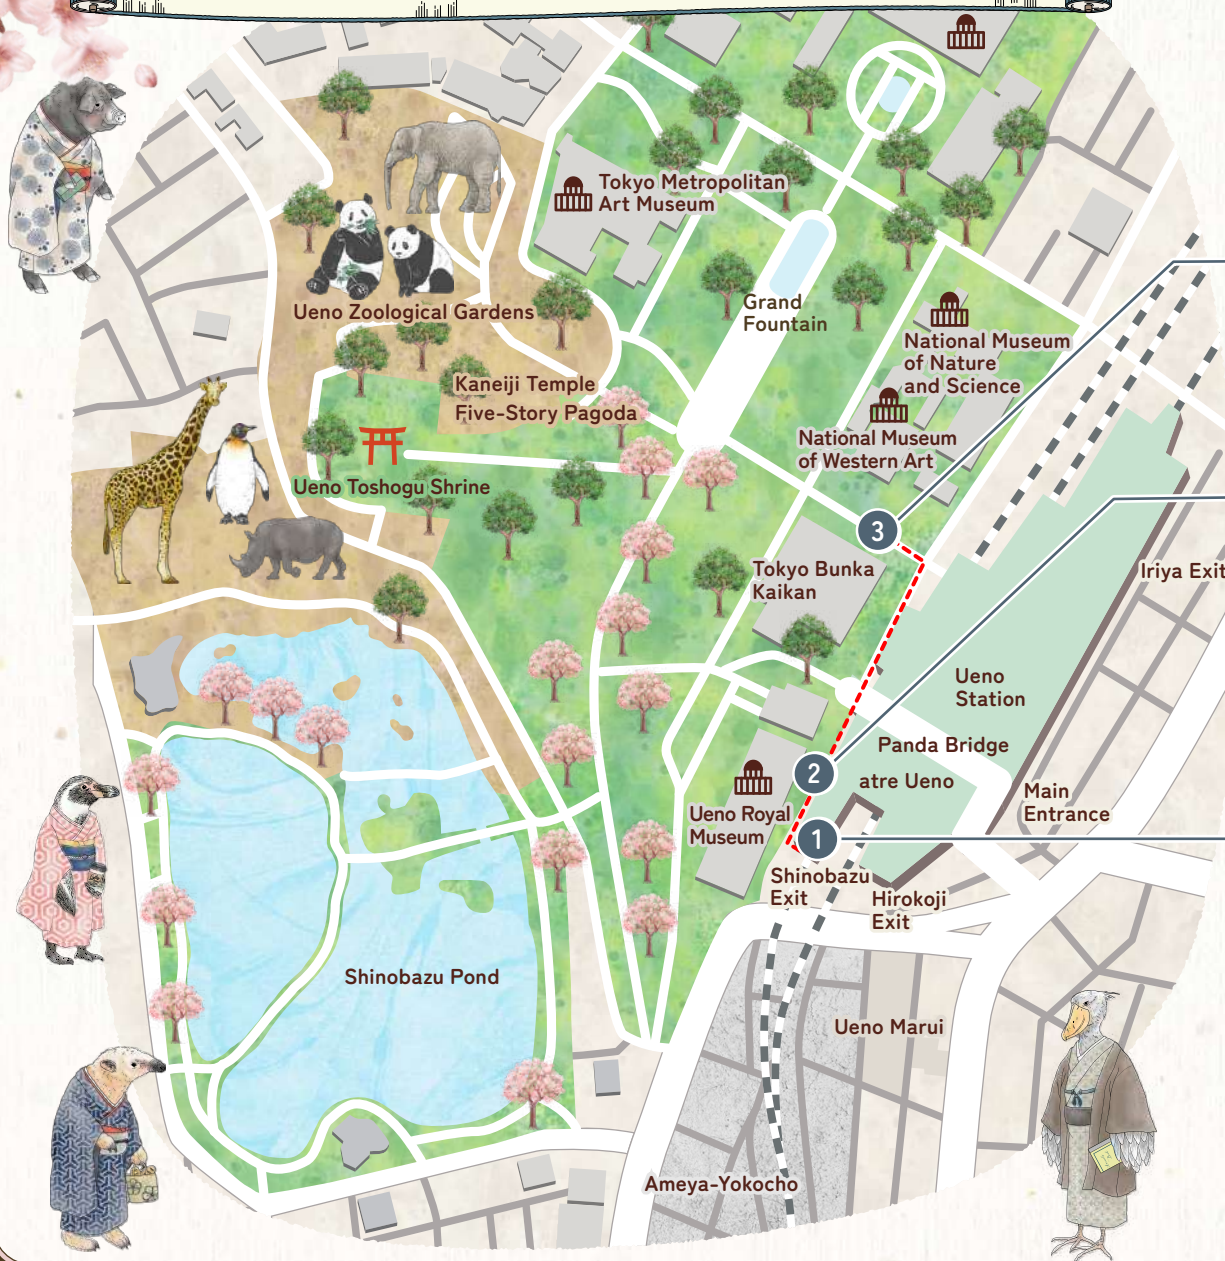 Tokyo Metropolitan
Art Museum
Ueno Zoological Gardens
Grand
Fountain
National Museum
of Nature
and Science
Kaneiji Temple
Five-Story Pagoda
National Museum
of Western Art
Ueno Toshogu Shrine
3
Tokyo Bunka
Kaikan
Iriya Exit
Ueno
Station
Panda Bridge
2
atre Ueno
Main
Entrance
Ueno Royal
Museum
1
Shinobazu
Exit
Hirokoji
Exit
Shinobazu Pond
Ueno Marui
Ameya-Yokocho